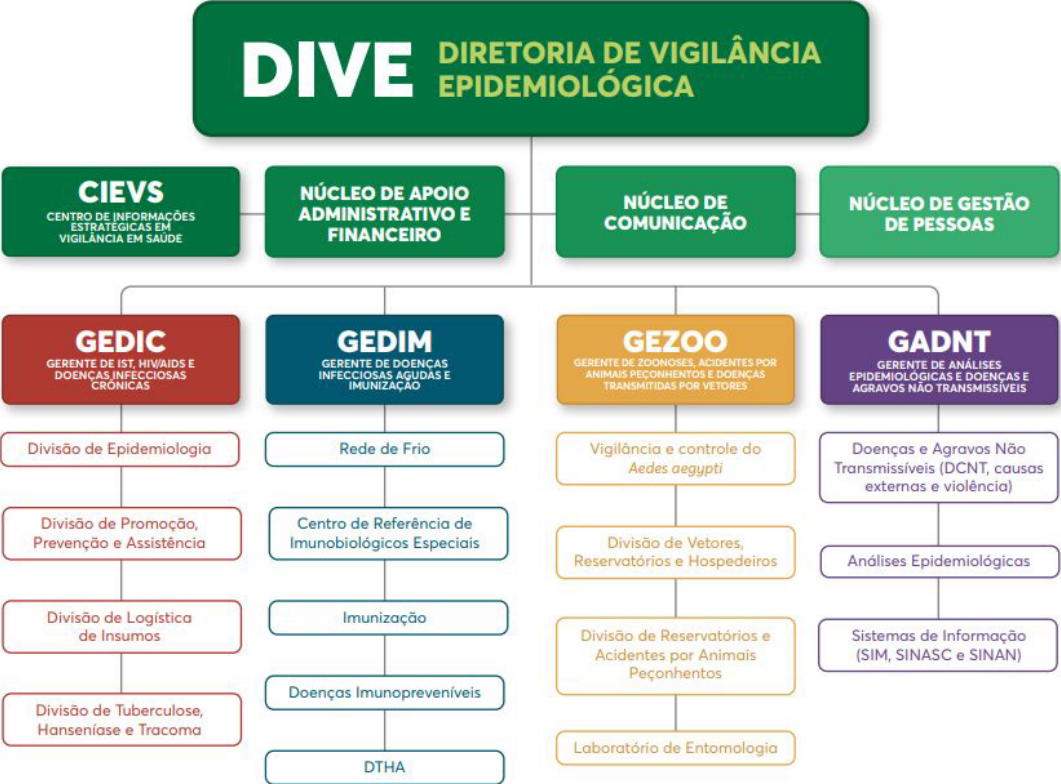 DIVE
DIRETORIA DE VIGILÂNCIA
EPIDEMIOLÓGICA
CIEVS
CENTRO DE INFORMAÇÕES
ESTRATÉGICAS EM
VIGILÂNCIA EM SAÚDE
NÚCLEO DE APOIO
ADMINISTRATIVO E
FINANCEIRO
NÚCLEO DE
COMUNICAÇÃO
NÚCLEO DE GESTÃO
DE PESSOAS
GEDIC
GERENTE DE IST, HIV/AIDS E
DOENÇAS INFECCIOSAS
CRÔNICAS
Divisão de Epidemiologia
Divisão de Promoção,
Prevenção e Assistência
Divisão de Logística
de Insumos
Divisão de Tuberculose,
Hanseníase e Tracoma
GEDIM
GERENTE DE DOENÇAS
INFECCIOSAS AGUDAS E
IMUNIZAÇÃO
Rede de Frio
Centro de Referência de
Imunobiológicos Especiais
Imunização
Doenças Imunopreveníveis
DTHA
GEZOO
GERENTE DE ZOONOSES, ACIDENTES POR
ANIMAIS PEÇONHENTOS E DOENÇAS
TRANSMITIDAS POR VETORES
Vigilância e controle do
Aedes aegypti
Divisão de Vetores,
Reservatórios e Hospedeiros
Divisão de Reservatórios e
Acidentes por Animais
Peçonhentos
Laboratório de Entomologia
GADNT
GERENTE DE ANÁLISES
EPIDEMIOLÓGICAS E DOENÇAS E
AGRAVOS NÃO TRANSMISSÍVEIS
Doenças e Agravos Não
Transmissíveis (DCNT, causas
externas e violência)
Análises Epidemiológicas
Sistemas de Informação
(SIM, SINASC e SINAN)